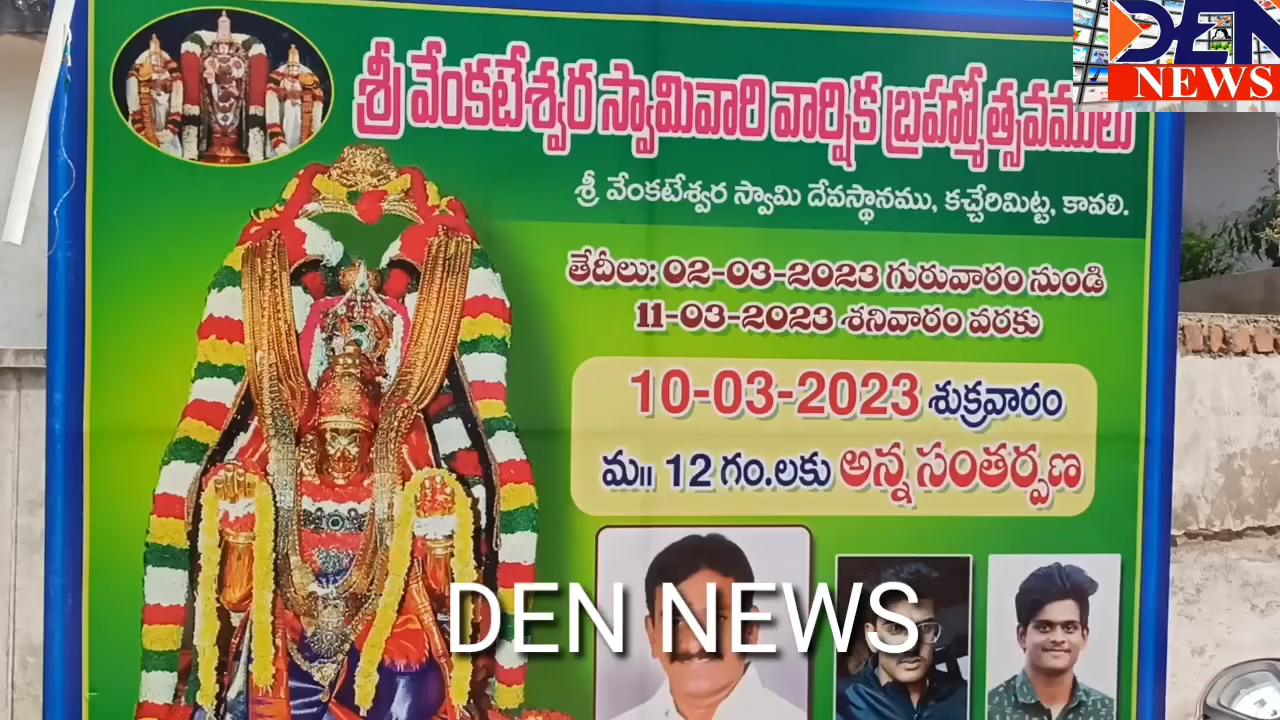 DEN
NEWS
శ్రీ వేంకటేశ్వర స్వామివారి వార్షిక బ్రహ్మోత్సవములు
శ్రీ వేంకటేశ్వర స్వామి దేవస్థానము, కచ్చేరిమిట్ట, కావలి.
తేదీలు: 02-03-2023 గురువారం నుండి
11-03-2023 శనివారం వరకు
10-03-2023 శుక్రవారం
మ॥ 12 గం.లకు అన్న సంతర్పణ
DEN NEWS